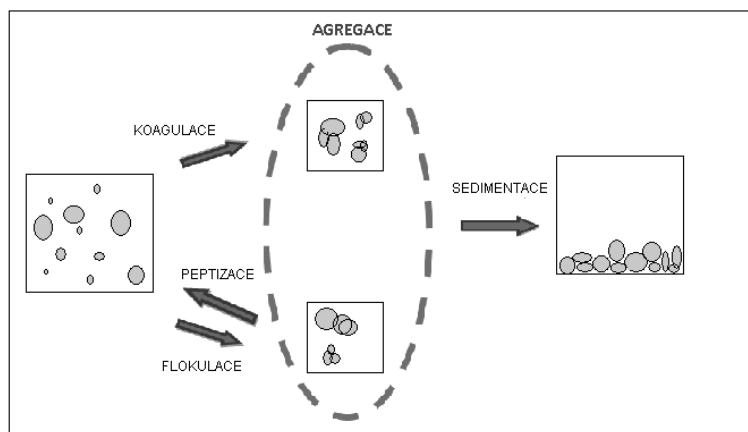 AGREGACE
KOAGULACE
SEDIMENTACE
PEPTIZACE
FLOKULACE